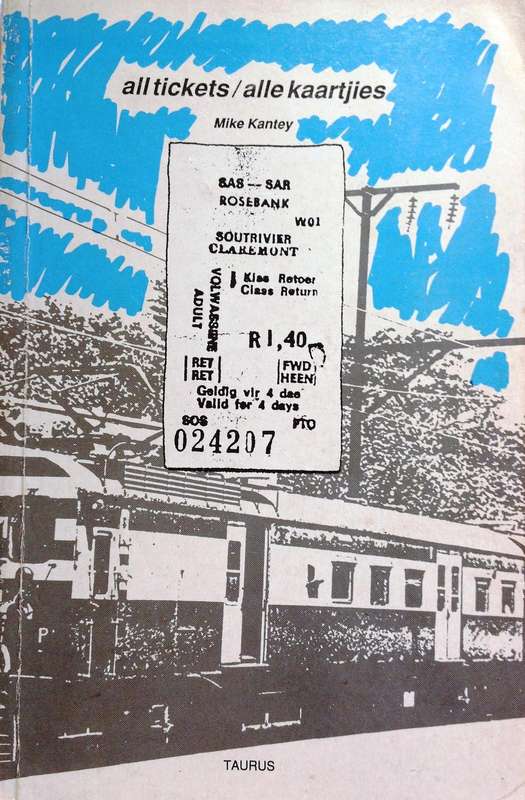 all tickets / alle kaartjies
Mike Kantey
SAS — SAR
ROSEBANK
W01
SOUTRIVIER
CLAREMONT
VOLWASSENE
ADULT
1 Klas Retoer
Class Return
R1,40
RET
RET
FWD
HEEN
Geldig vir 4 dae
Valid for 4 days
SOS
PTO
024207
P
TAURUS